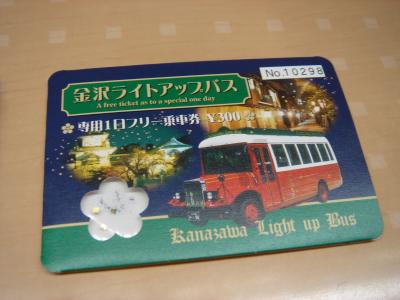 No.10298
金沢ライトアップバス
A free ticket as to a special one day
専用1日フリー乗車券 ¥300
Kanazawa Light up Bus